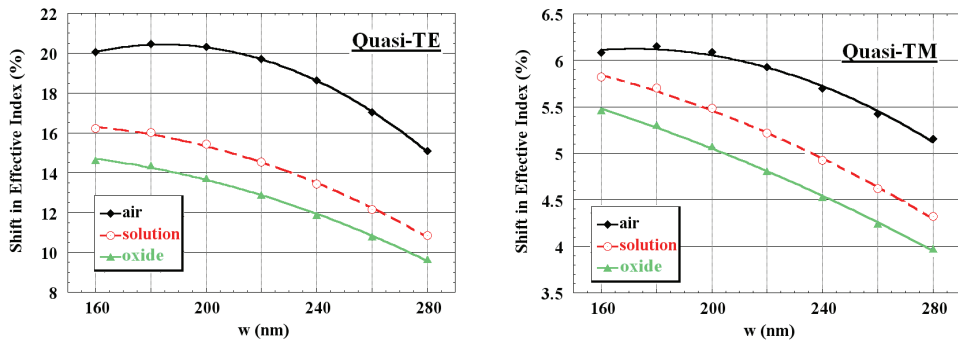 Quasi-TE
Shift in Effective Index (%)
22
20
18
16
14
12
10
8
air
solution
oxide
160
200
240
280
w (nm)
Quasi-TM
Shift in Effective Index (%)
6.5
6
5.5
5
4.5
4
3.5
air
solution
oxide
160
200
240
280
w (nm)